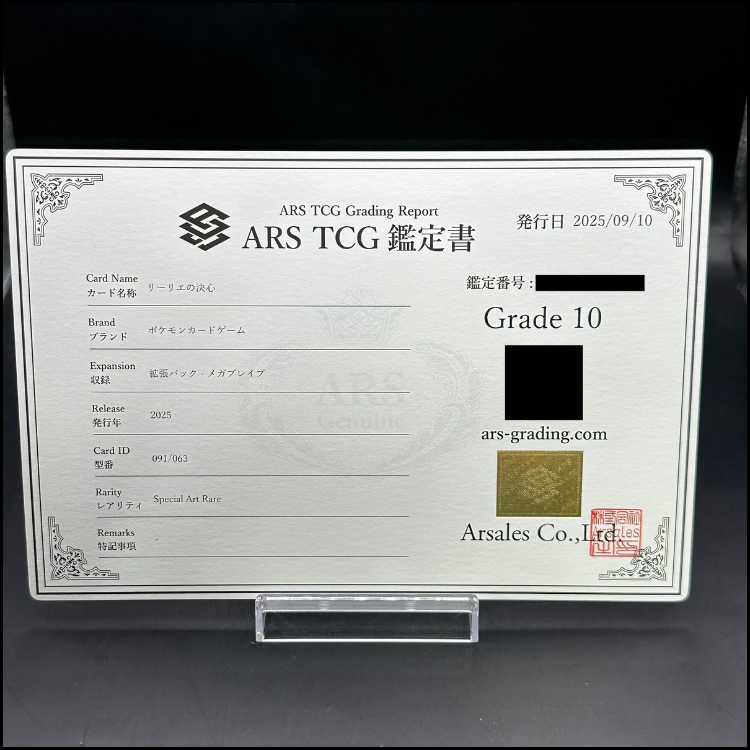 ARS TCG Grading Report
ARS TCG 鑑定書
発行日 2025/09/10
Card Name
カード名称 リーリエの決心
Brand
ブランド ポケモンカードゲーム
Expansion
収録 拡張パック - メガブレイブ
Release
発行年 2025
Card ID
型番 091/063
Rarity
レアリティ Special Art Rare
Remarks
特記事項 -
ARS
Genuine
鑑定番号 :
Grade 10
ars-grading.com
Arsales Co.,Ltd.
Arsales